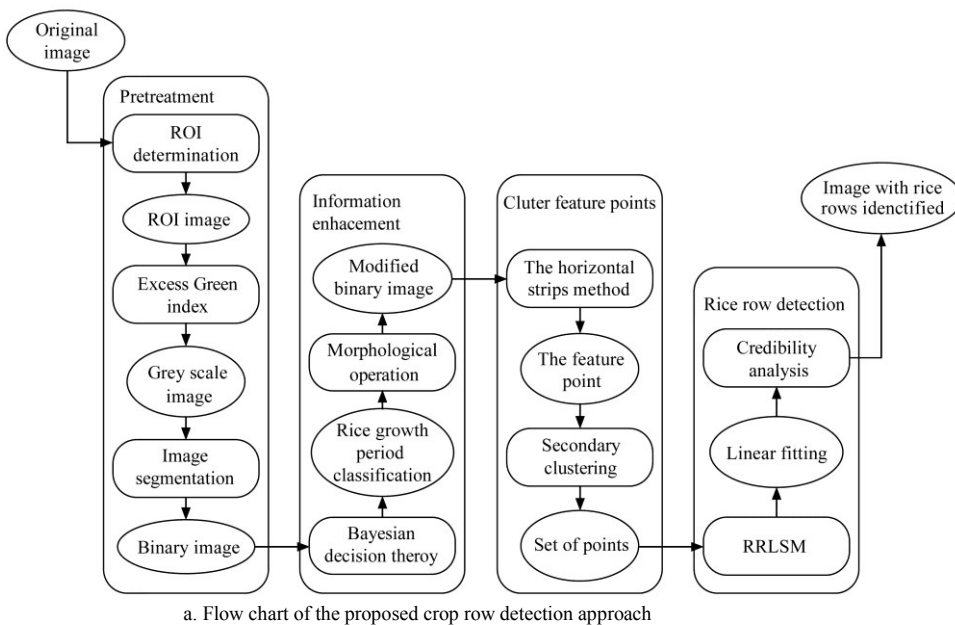 Original
image
Pretreatment
ROI
determination
ROI image
Excess Green
index
Grey scale
image
Image
segmentation
Binary image
Information
enhacement
Modified
binary image
Morphological
operation
Rice growth
period
classification
Bayesian
decision theroy
Cluter feature points
The horizontal
strips method
The feature
point
Secondary
clustering
Set of points
Rice row detection
Credibility
analysis
Linear fitting
RRLSM
Image with rice
rows idenctified
a. Flow chart of the proposed crop row detection approach